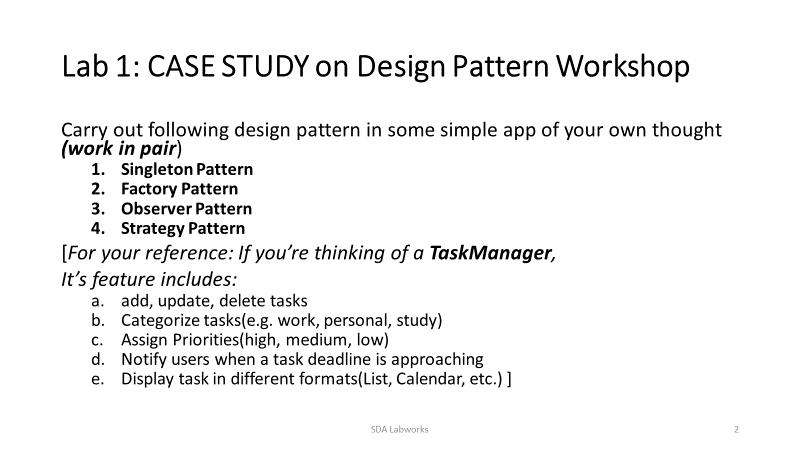 Lab 1: CASE STUDY on Design Pattern Workshop
Carry out following design pattern in some simple app of your own thought
(work in pair)
1. Singleton Pattern
2. Factory Pattern
3. Observer Pattern
4. Strategy Pattern
[For your reference: If you’re thinking of a TaskManager,
It’s feature includes:
a. add, update, delete tasks
b. Categorize tasks(e.g. work, personal, study)
c. Assign Priorities(high, medium, low)
d. Notify users when a task deadline is approaching
e. Display task in different formats(List, Calendar, etc.) ]
SDA Labworks
2